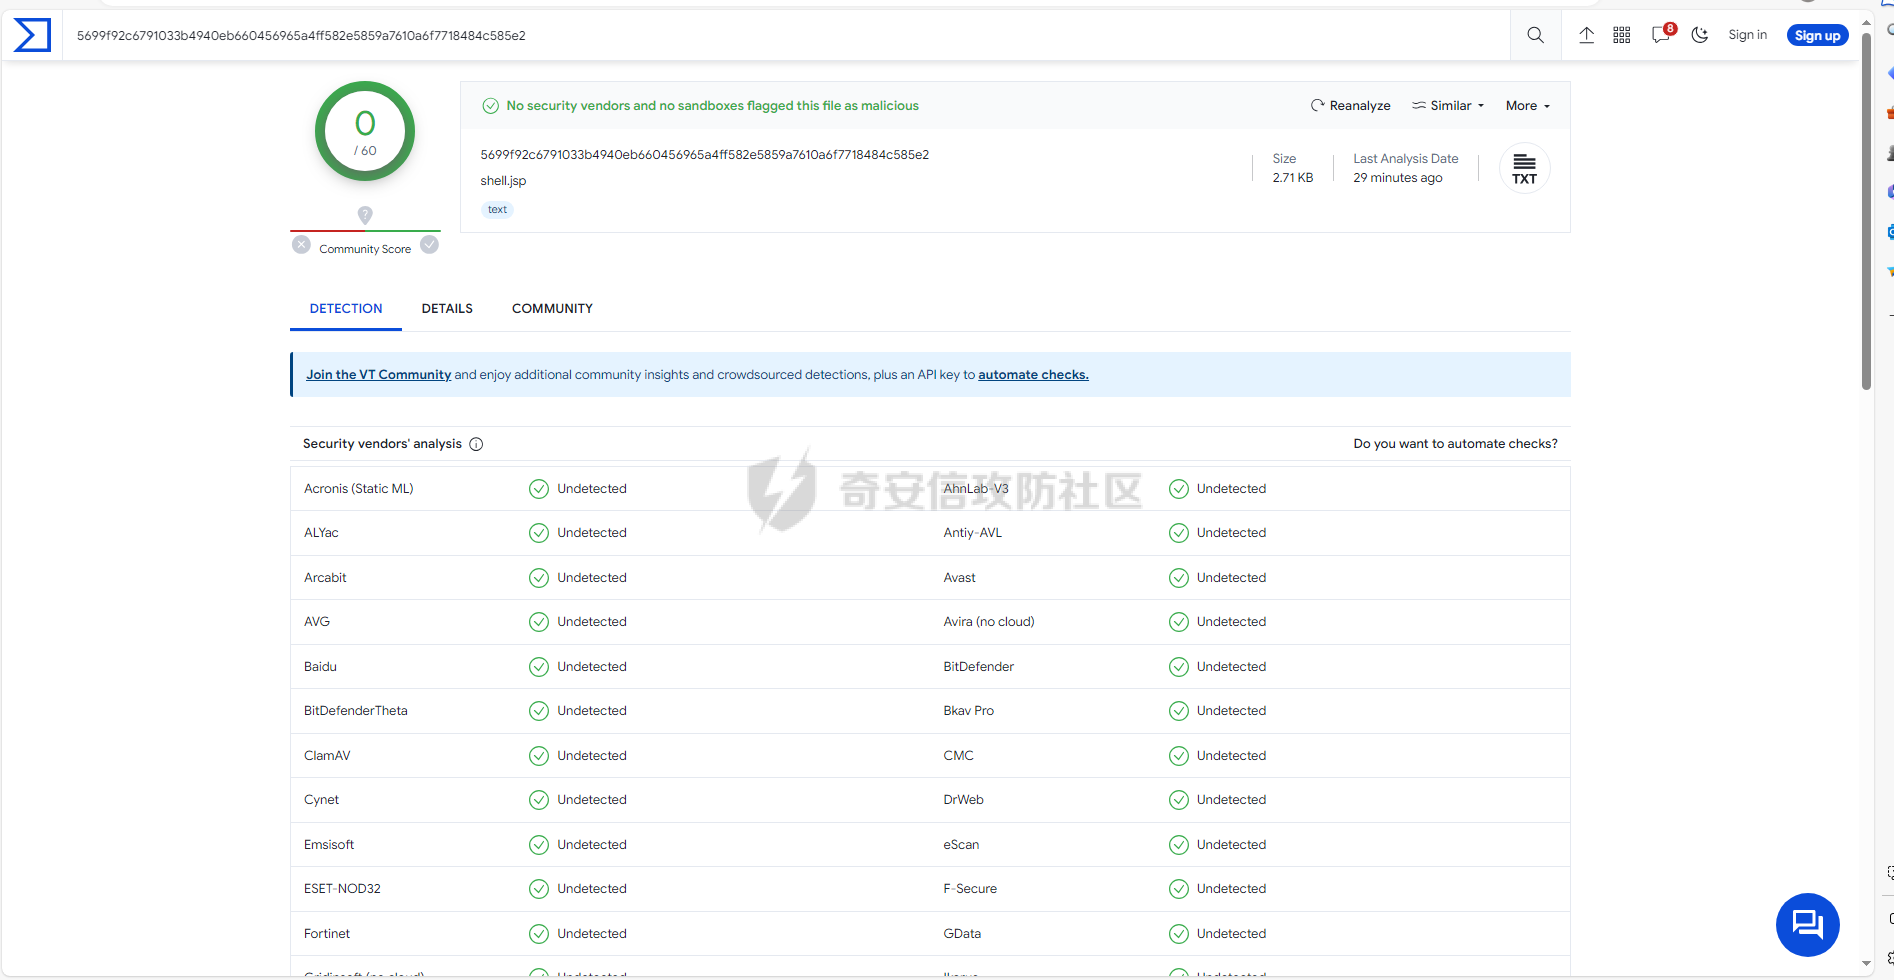 5699f92c6791033b4940eb660456965a4ff582e5859a7610a6f7718484c585e2
8
Sign in
Sign up
0
/ 60
No security vendors and no sandboxes flagged this file as malicious
Reanalyze
Similar
More
5699f92c6791033b4940eb660456965a4ff582e5859a7610a6f7718484c585e2
shell.jsp
text
Size
2.71 KB
Last Analysis Date
29 minutes ago
TXT
?
Community Score
DETECTION
DETAILS
COMMUNITY
Join the VT Community and enjoy additional community insights and crowdsourced detections, plus an API key to automate checks.
Security vendors' analysis
Do you want to automate checks?
奇安信攻防社区
Acronis (Static ML) Undetected AhnLab-V3 Undetected
ALYac Undetected Antiy-AVL Undetected
Arcabit Undetected Avast Undetected
AVG Undetected Avira (no cloud) Undetected
Baidu Undetected BitDefender Undetected
BitDefenderTheta Undetected Bkav Pro Undetected
ClamAV Undetected CMC Undetected
Cynet Undetected DrWeb Undetected
Emsisoft Undetected eScan Undetected
ESET-NOD32 Undetected F-Secure Undetected
Fortinet Undetected GData Undetected